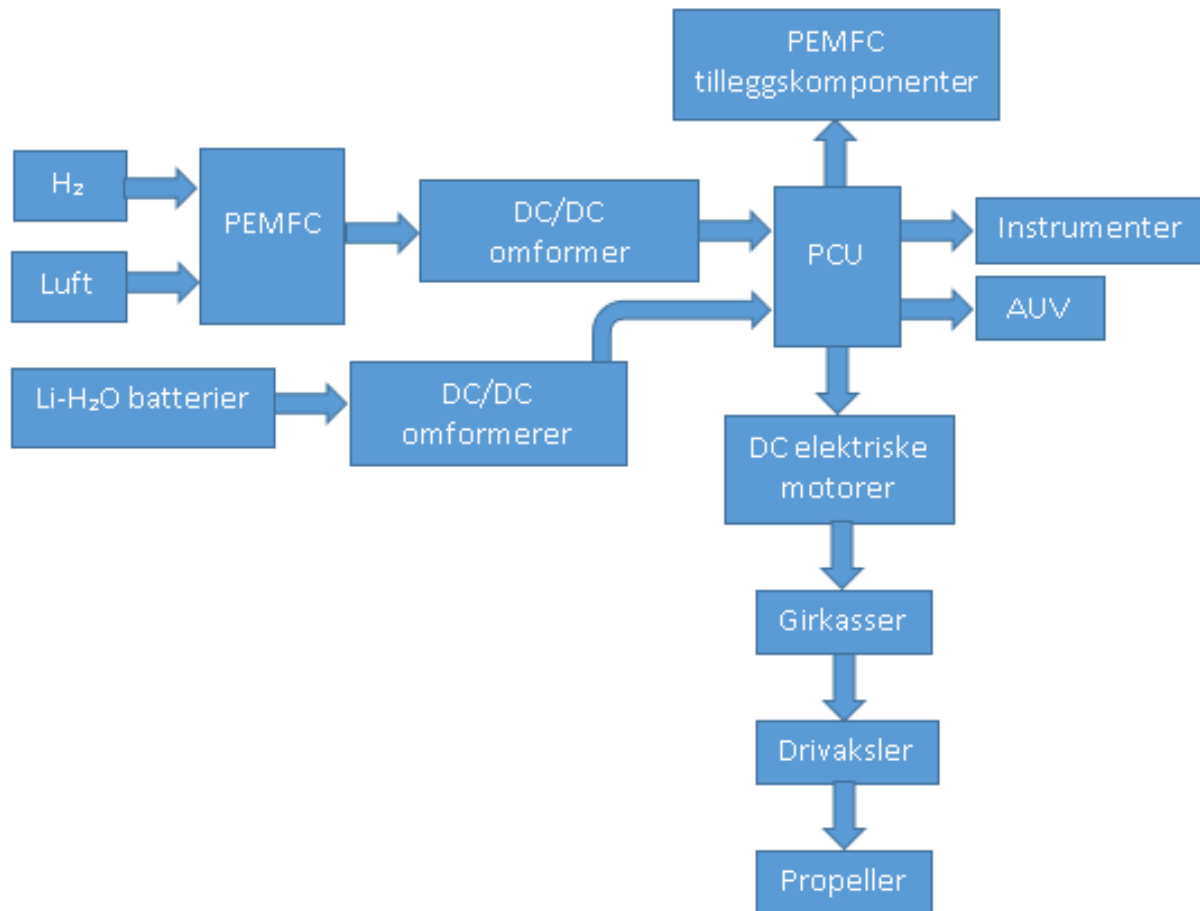 PEMFC
tilleggskomponenter
H₂
PEMFC
DC/DC
omformer
PCU
Instrumenter
Luft
AUV
Li-H₂O batterier
DC/DC
omformerer
DC elektriske
motorer
Girkasser
Drivaksler
Propeller